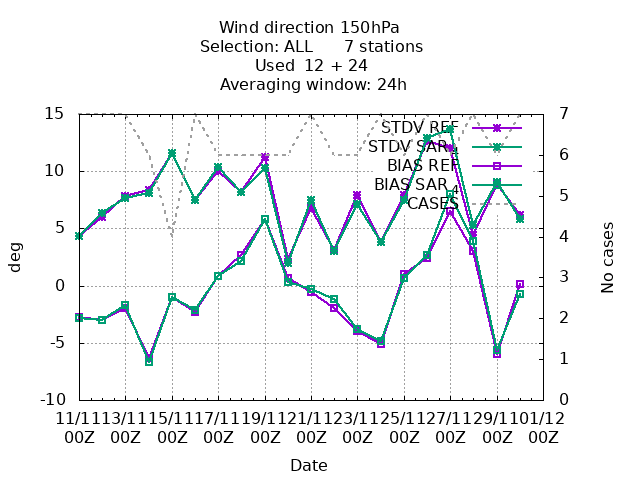 Wind direction 150hPa
Selection: ALL 7 stations
Used 12 + 24
Averaging window: 24h
15
10
5
0
-5
-10
deg
7
6
5
4
3
2
1
0
No cases
STDV REF
STDV SAR_4
BIAS REF
BIAS SAR_4
CASES
11/11 13/11 15/11 17/11 19/11 21/11 23/11 25/11 27/11 29/11 01/12
00Z 00Z 00Z 00Z 00Z 00Z 00Z 00Z 00Z 00Z 00Z
Date